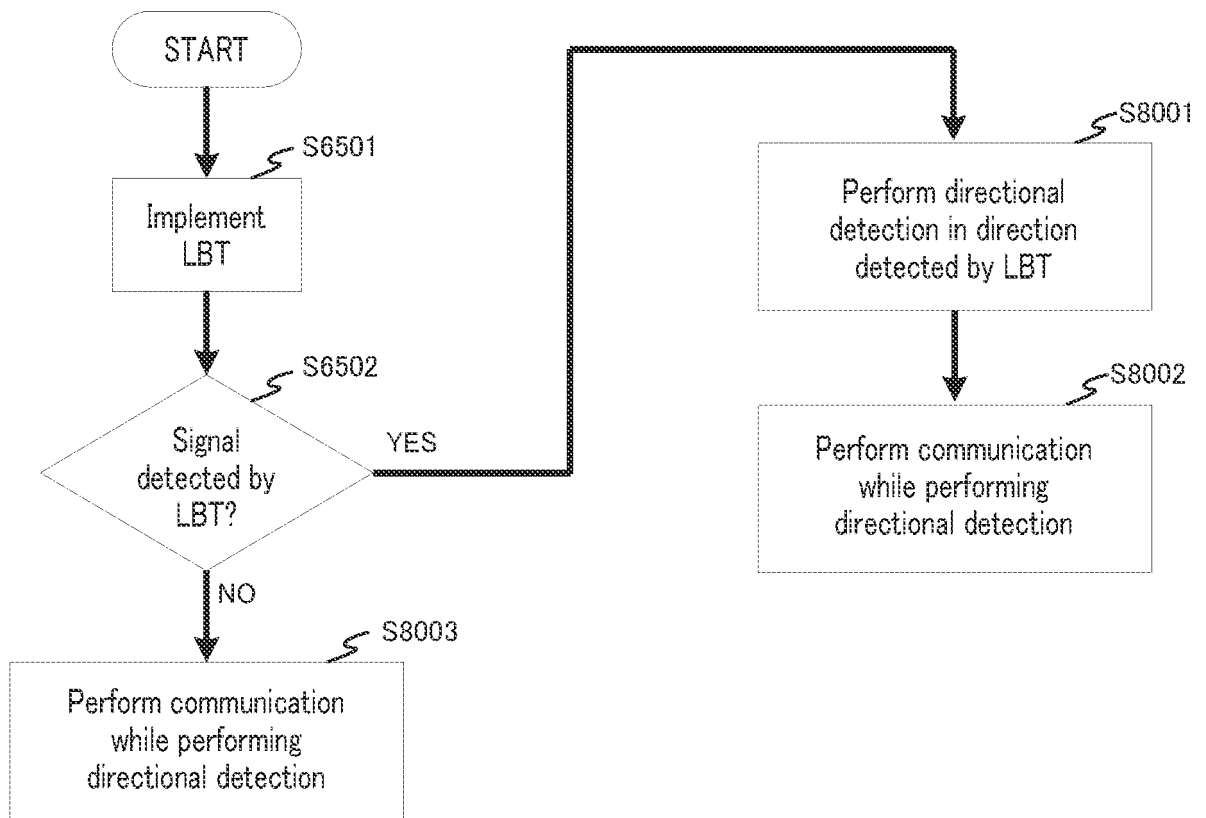 START
S6501
Implement
LBT
S6502
Signal
detected by
LBT?
YES
NO
S8003
Perform communication
while performing
directional detection
S8001
Perform directional
detection in direction
detected by LBT
S8002
Perform communication
while performing
directional detection